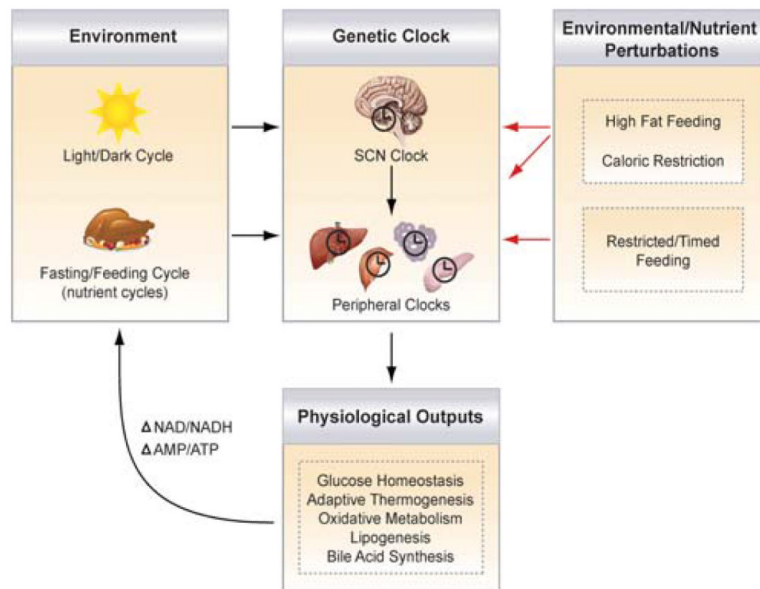 Environment
Light/Dark Cycle
Fasting/Feeding Cycle
(nutrient cycles)
Genetic Clock
SCN Clock
Peripheral Clocks
Environmental/Nutrient
Perturbations
High Fat Feeding
Caloric Restriction
Restricted/Timed
Feeding
Δ NAD/NADH
Δ AMP/ATP
Physiological Outputs
Glucose Homeostasis
Adaptive Thermogenesis
Oxidative Metabolism
Lipogenesis
Bile Acid Synthesis